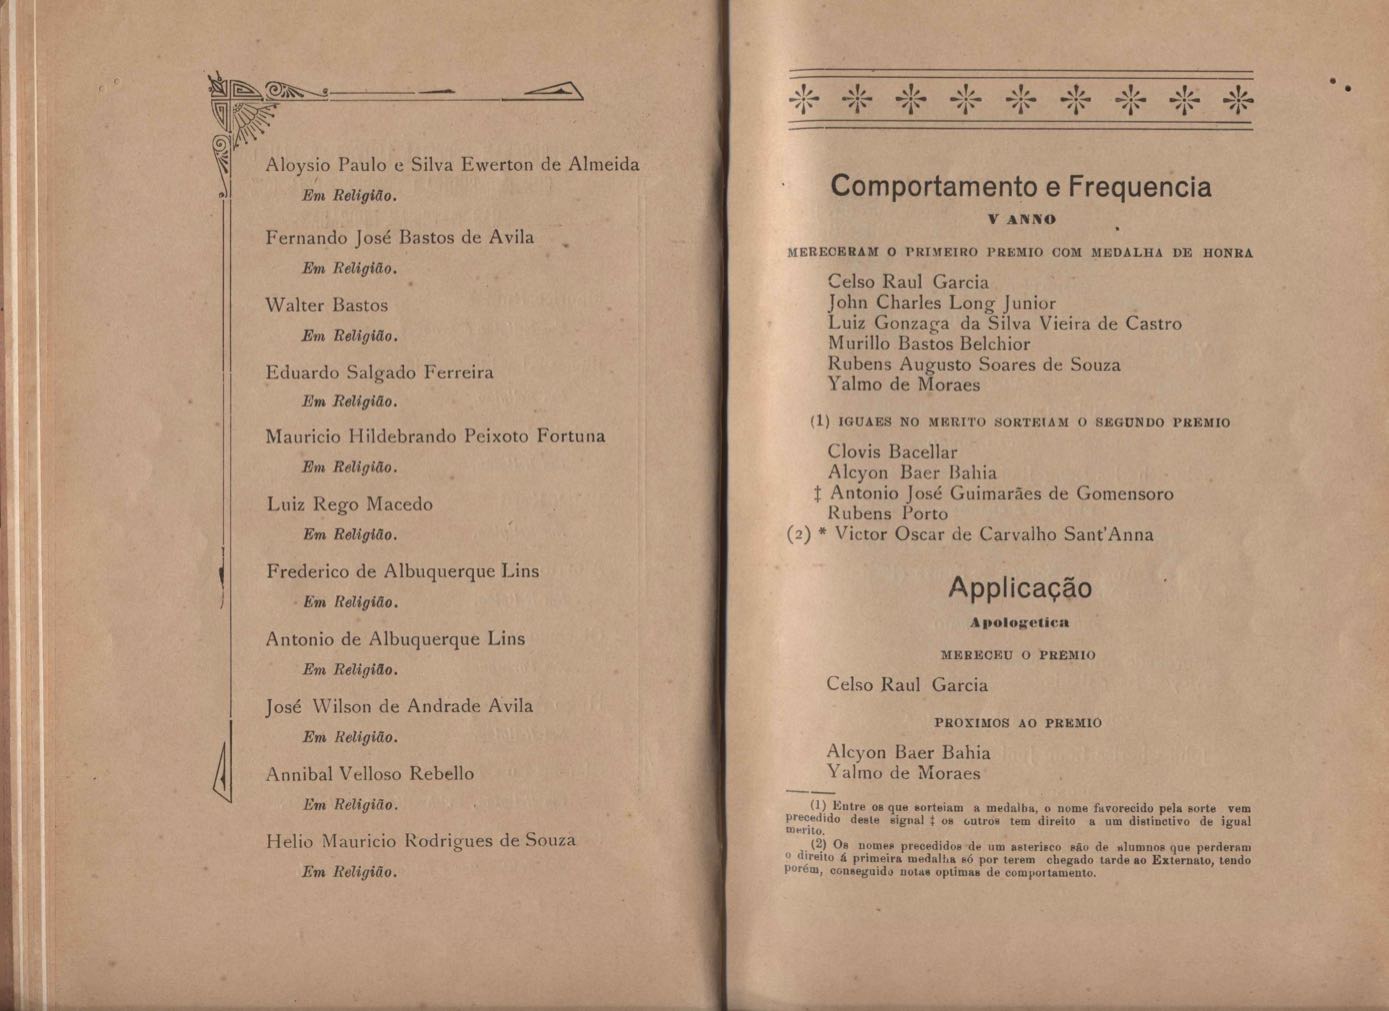 Aloysio Paulo e Silva Ewerton de Almeida
Em Religião.
Fernando José Bastos de Avila
Em Religião.
Walter Bastos
Em Religião.
Eduardo Salgado Ferreira
Em Religião.
Mauricio Hildebrando Peixoto Fortuna
Em Religião.
Luiz Rego Macedo
Em Religião.
Frederico de Albuquerque Lins
Em Religião.
Antonio de Albuquerque Lins
Em Religião.
José Wilson de Andrade Avila
Em Religião.
Annibal Velloso Rebello
Em Religião.
Helio Mauricio Rodrigues de Souza
Em Religião.
Comportamento e Frequencia
V ANNO
MERECERAM O PRIMEIRO PREMIO COM MEDALHA DE HONRA
Celso Raul Garcia
John Charles Long Junior
Luiz Gonzaga da Silva Vieira de Castro
Murillo Bastos Belchior
Rubens Augusto Soares de Souza
Yalmo de Moraes
(1) IGUAES NO MERITO SORTEIAM O SEGUNDO PREMIO
Clovis Bacellar
Alcyon Baer Bahia
‡ Antonio José Guimarães de Gomensoro
Rubens Porto
(2) * Victor Oscar de Carvalho Sant'Anna
Applicação
Apologetica
MERECEU O PREMIO
Celso Raul Garcia
PROXIMOS AO PREMIO
Alcyon Baer Bahia
Yalmo de Moraes
(1) Entre os que sorteiam a medalha, o nome favorecido pela sorte vem
precedido deste signal ‡ os outros tem direito a um distinctivo de igual
merito.
(2) Os nomes precedidos de um asterisco são de alumnos que perderam
o direito á primeira medalha só por terem chegado tarde ao Externato, tendo
porém, conseguido notas optimas de comportamento.